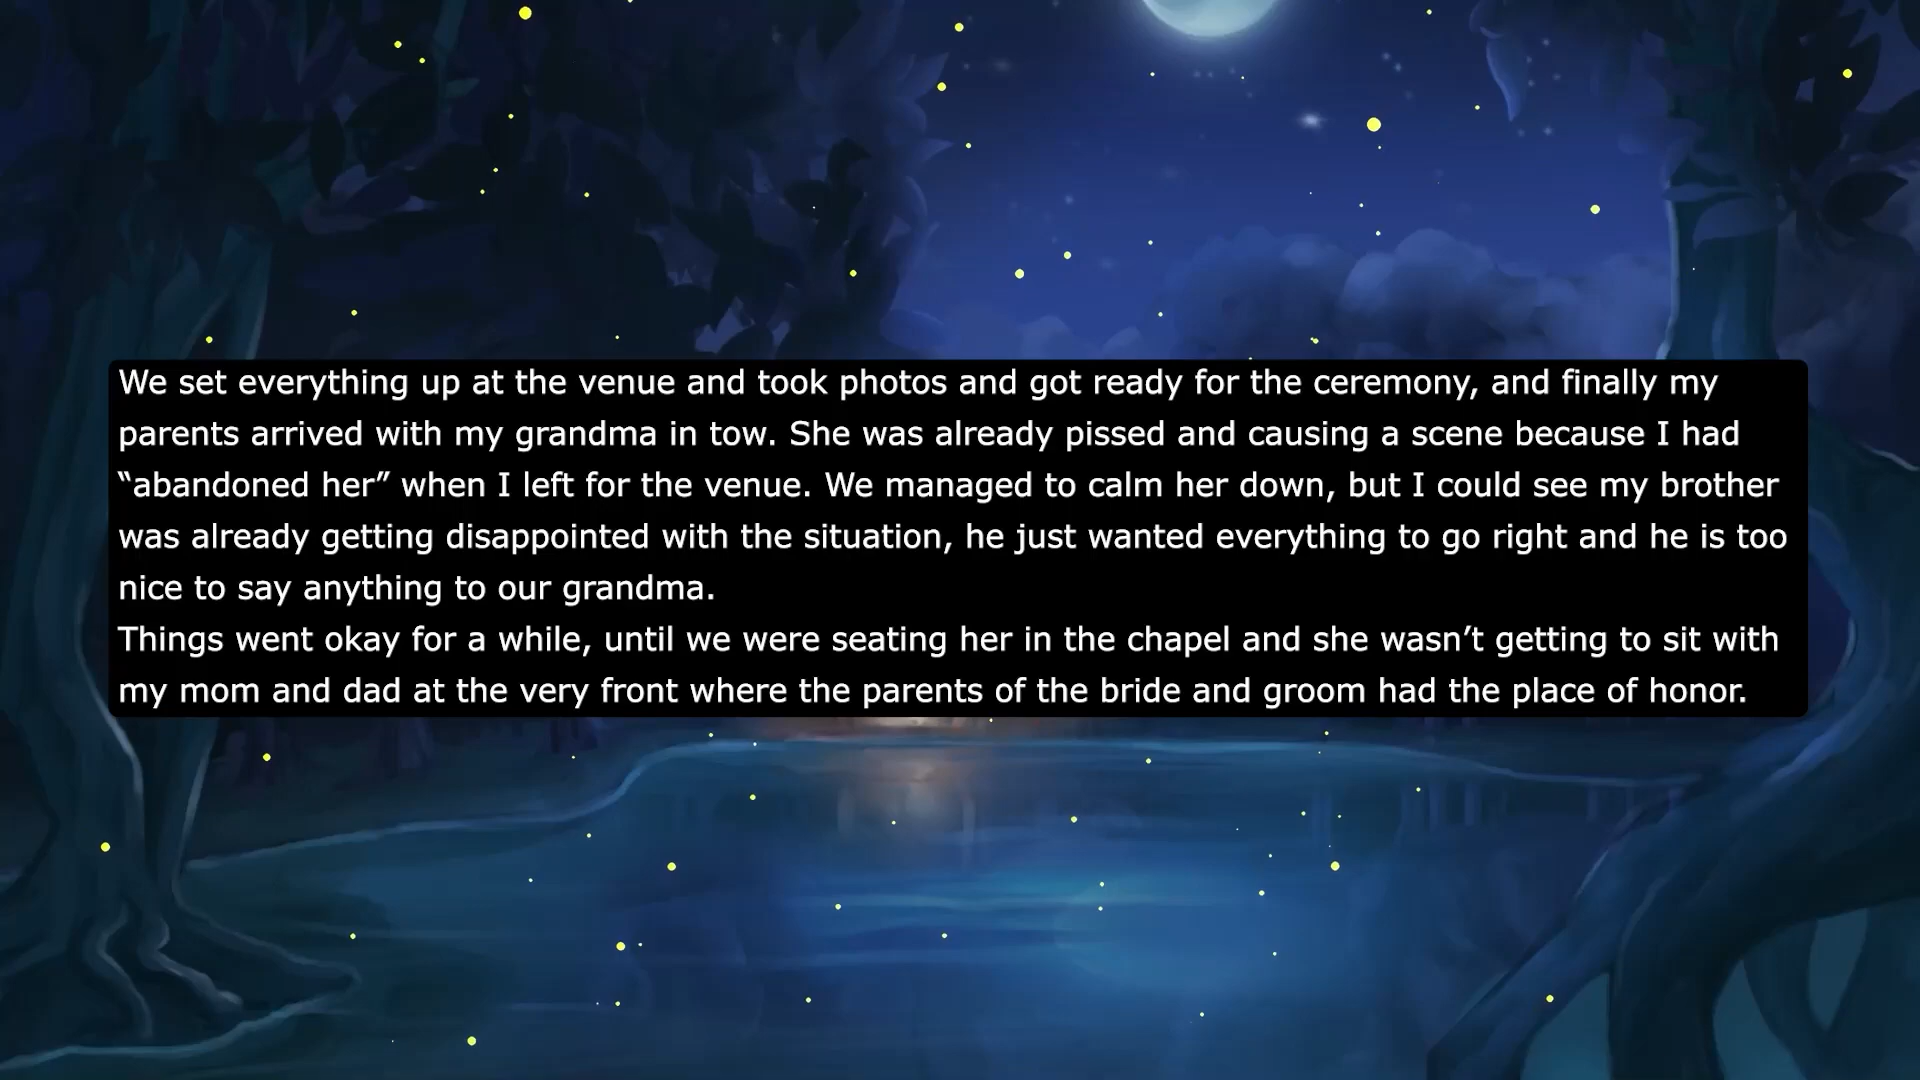 We set everything up at the venue and took photos and got ready for the ceremony, and finally my
parents arrived with my grandma in tow. She was already pissed and causing a scene because I had
“abandoned her” when I left for the venue. We managed to calm her down, but I could see my brother
was already getting disappointed with the situation, he just wanted everything to go right and he is too
nice to say anything to our grandma.
Things went okay for a while, until we were seating her in the chapel and she wasn’t getting to sit with
my mom and dad at the very front where the parents of the bride and groom had the place of honor.